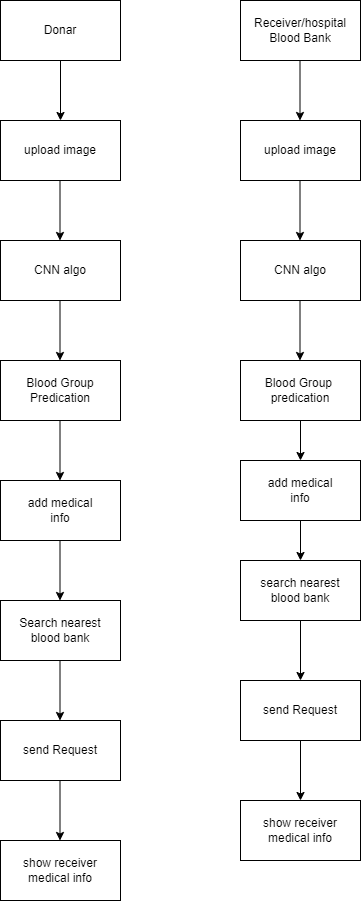 Donar
upload image
CNN algo
Blood Group
Predication
add medical
info
Search nearest
blood bank
send Request
show receiver
medical info
Receiver/hospital
Blood Bank
upload image
CNN algo
Blood Group
predication
add medical
info
search nearest
blood bank
send Request
show receiver
medical info